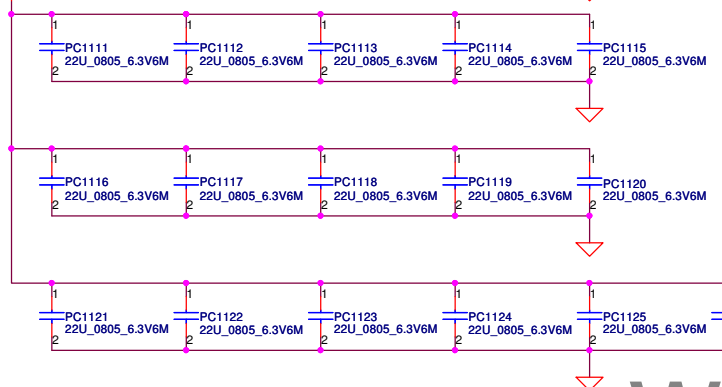 1 1 1 1 1
PC1111 PC1112 PC1113 PC1114 PC1115
22U_0805_6.3V6M 22U_0805_6.3V6M 22U_0805_6.3V6M 22U_0805_6.3V6M 22U_0805_6.3V6M
2 2 2 2 2
1 1 1 1 1
PC1116 PC1117 PC1118 PC1119 PC1120
22U_0805_6.3V6M 22U_0805_6.3V6M 22U_0805_6.3V6M 22U_0805_6.3V6M 22U_0805_6.3V6M
2 2 2 2 2
1 1 1 1 1
PC1121 PC1122 PC1123 PC1124 PC1125
22U_0805_6.3V6M 22U_0805_6.3V6M 22U_0805_6.3V6M 22U_0805_6.3V6M 22U_0805_6.3V6M
2 2 2 2 2